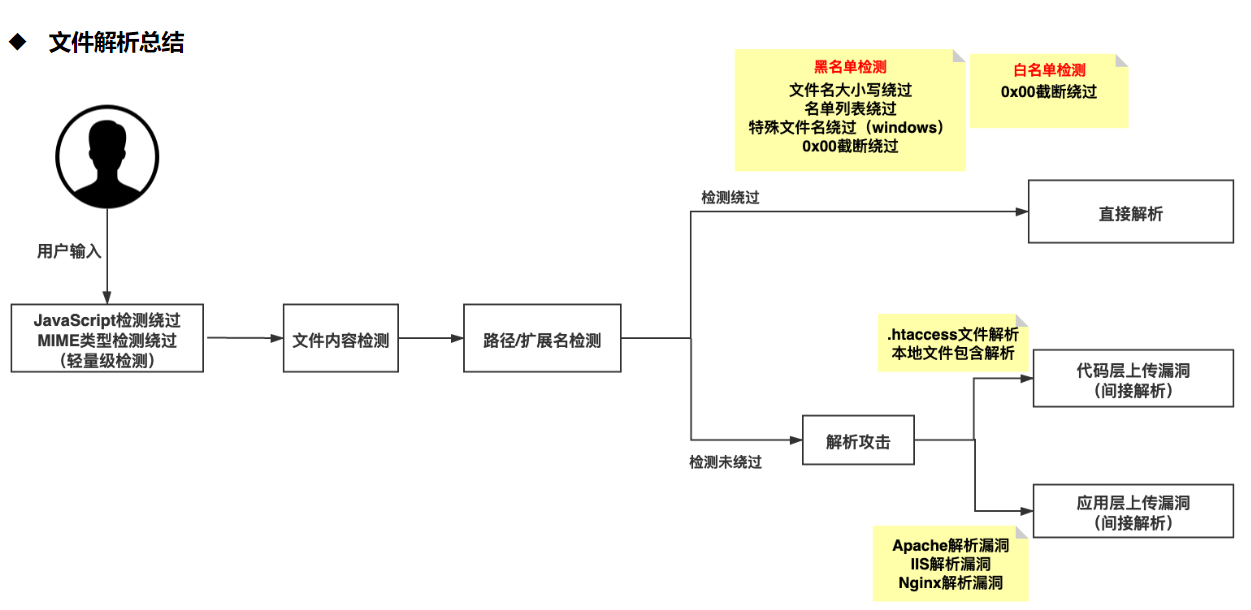 ◆ 文件解析总结
黑名单检测
文件名大小写绕过
名单列表绕过
特殊文件名绕过（windows）
0x00截断绕过
白名单检测
0x00截断绕过
用户输入
JavaScript检测绕过
MIME类型检测绕过
（轻量级检测）
文件内容检测
路径/扩展名检测
检测绕过
直接解析
检测未绕过
解析攻击
.htaccess文件解析
本地文件包含解析
代码层上传漏洞
（间接解析）
应用层上传漏洞
（间接解析）
Apache解析漏洞
IIS解析漏洞
Nginx解析漏洞